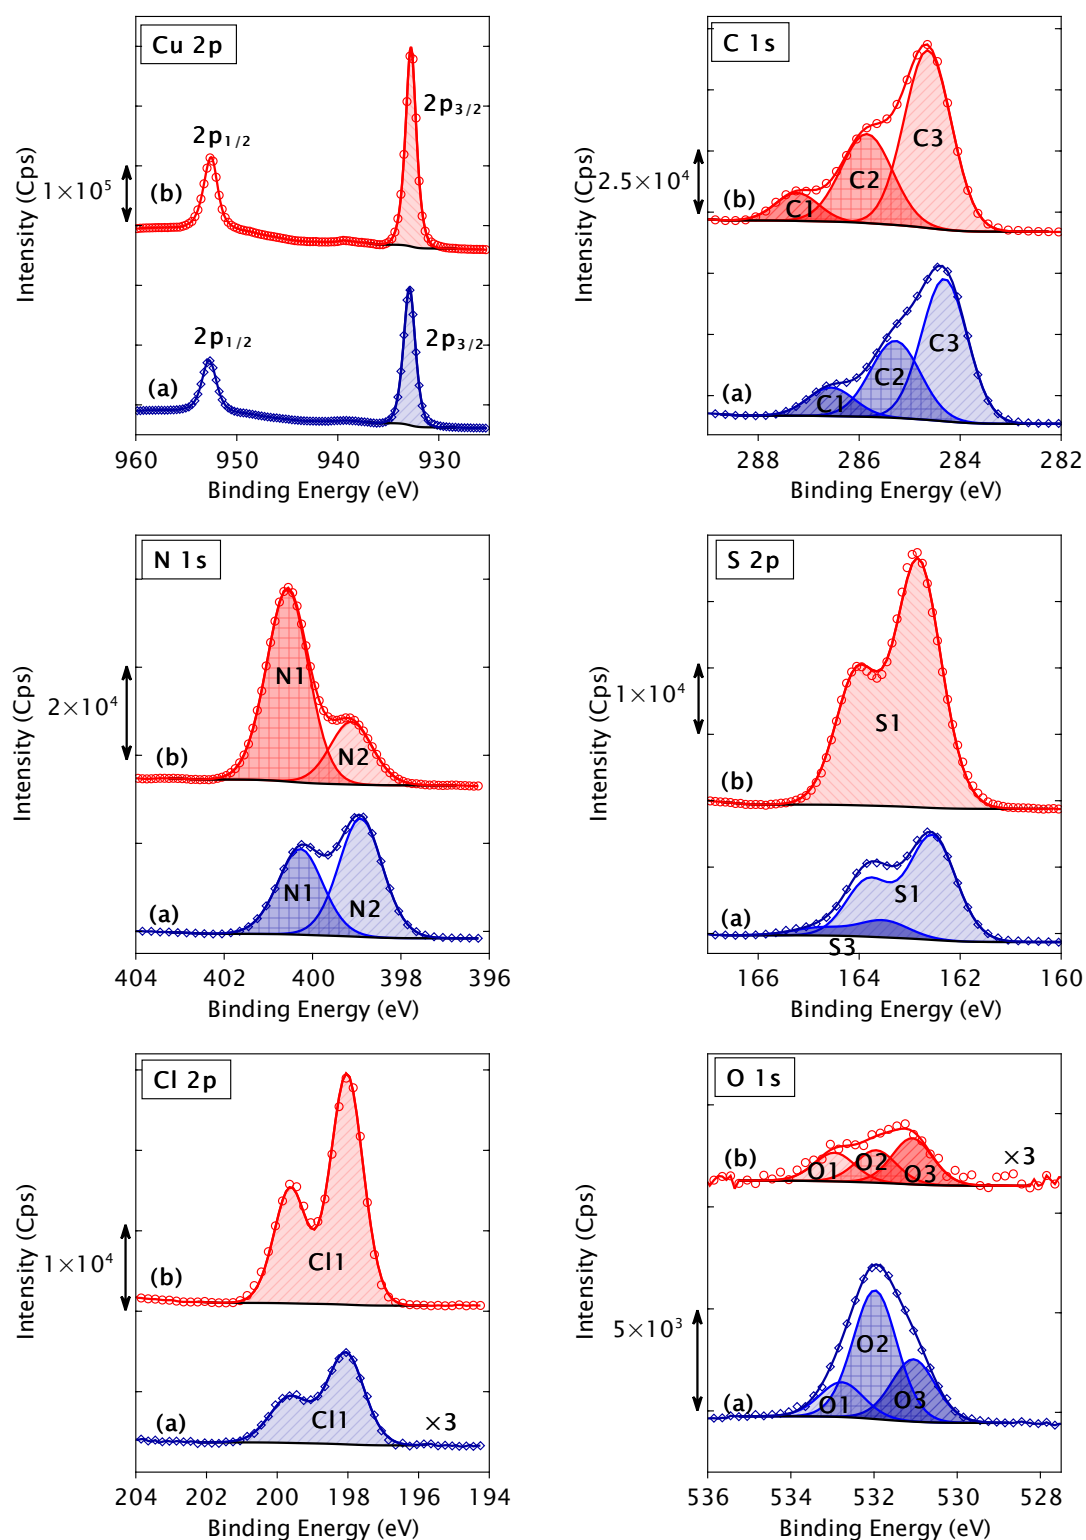 Cu 2p
2p3/2
2p1/2
(b)
1×10⁵
2p1/2
2p3/2
(a)
Intensity (Cps)
960 950 940 930
Binding Energy (eV)
C 1s
C3
C2
2.5×10⁴
(b)
C1
C3
C2
(a)
C1
Intensity (Cps)
288 286 284 282
Binding Energy (eV)
N 1s
N1
2×10⁴
(b)
N2
N1
N2
(a)
Intensity (Cps)
404 402 400 398 396
Binding Energy (eV)
S 2p
1×10⁴
S1
(b)
S1
(a)
S3
Intensity (Cps)
166 164 162 160
Binding Energy (eV)
Cl 2p
1×10⁴
(b)
Cl1
(a)
Cl1
×3
Intensity (Cps)
204 202 200 198 196 194
Binding Energy (eV)
O 1s
(b)
O1
O2
O3
×3
5×10³
O2
(a)
O1
O3
Intensity (Cps)
536 534 532 530 528
Binding Energy (eV)